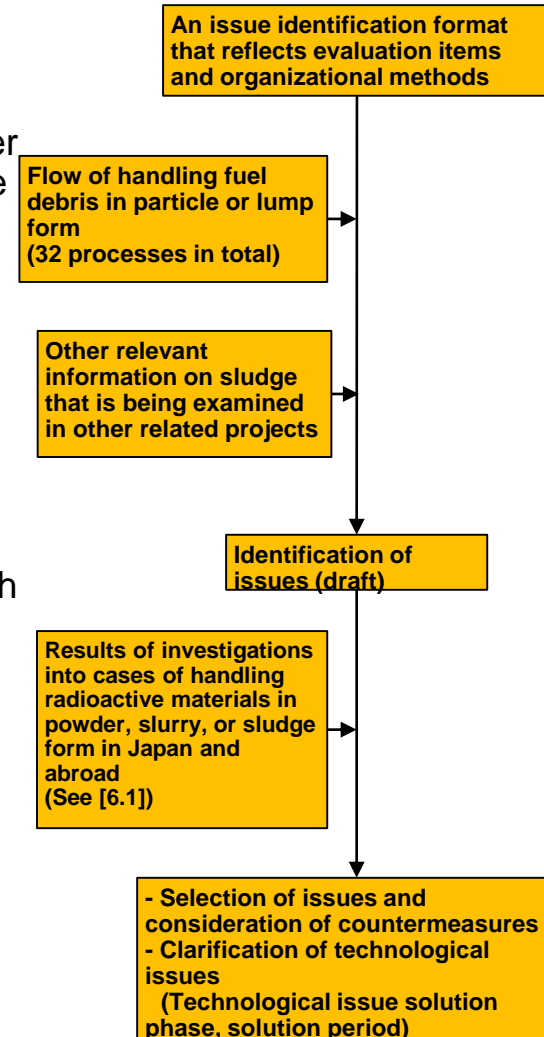 An issue identification format
that reflects evaluation items
and organizational methods
er
e
Flow of handling fuel
debris in particle or lump
form
(32 processes in total)
Other relevant
information on sludge
that is being examined
in other related projects
Identification of
issues (draft)
h
Results of investigations
into cases of handling
radioactive materials in
powder, slurry, or sludge
form in Japan and
abroad
(See [6.1])
- Selection of issues and
consideration of countermeasures
- Clarification of technological
issues
(Technological issue solution
phase, solution period)